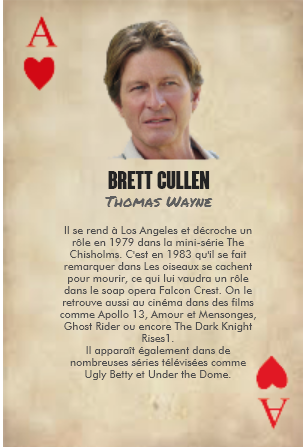 A
BRETT CULLEN
THOMAS WAYNE
Il se rend à Los Angeles et décroche un
rôle en 1979 dans la mini-série The
Chisholms. C'est en 1983 qu'il se fait
remarquer dans Les oiseaux se cachent
pour mourir, ce qui lui vaudra un rôle
dans le soap opera Falcon Crest. On le
retrouve aussi au cinéma dans des films
comme Apollo 13, Amour et Mensonges,
Ghost Rider ou encore The Dark Knight
Rises1.
Il apparaît également dans de
nombreuses séries télévisées comme
Ugly Betty et Under the Dome.
A